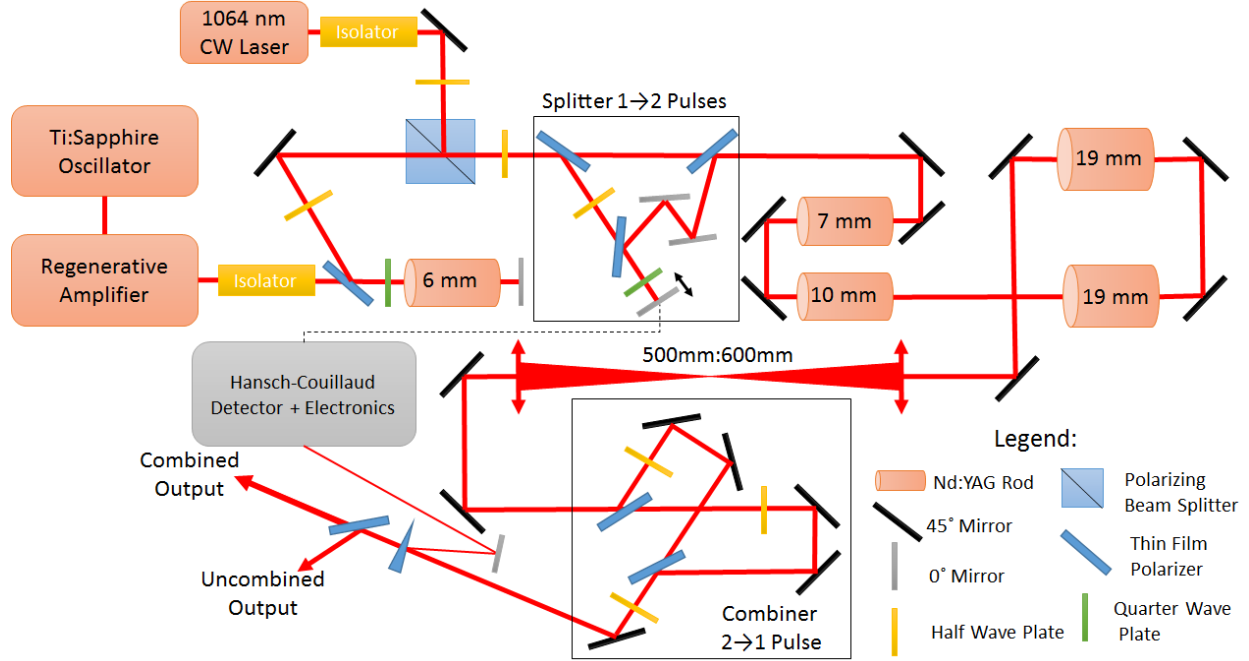 1064 nm
CW Laser
Isolator
Splitter 1→2 Pulses
Ti:Sapphire
Oscillator
19 mm
7 mm
Regenerative
Amplifier
Isolator
6 mm
10 mm
19 mm
500mm:600mm
Hansch-Couillaud
Detector + Electronics
Combined
Output
Uncombined
Output
Combiner
2→1 Pulse
Legend:
Nd:YAG Rod
Polarizing
Beam Splitter
45° Mirror
Thin Film
Polarizer
0° Mirror
Half Wave Plate
Quarter Wave
Plate